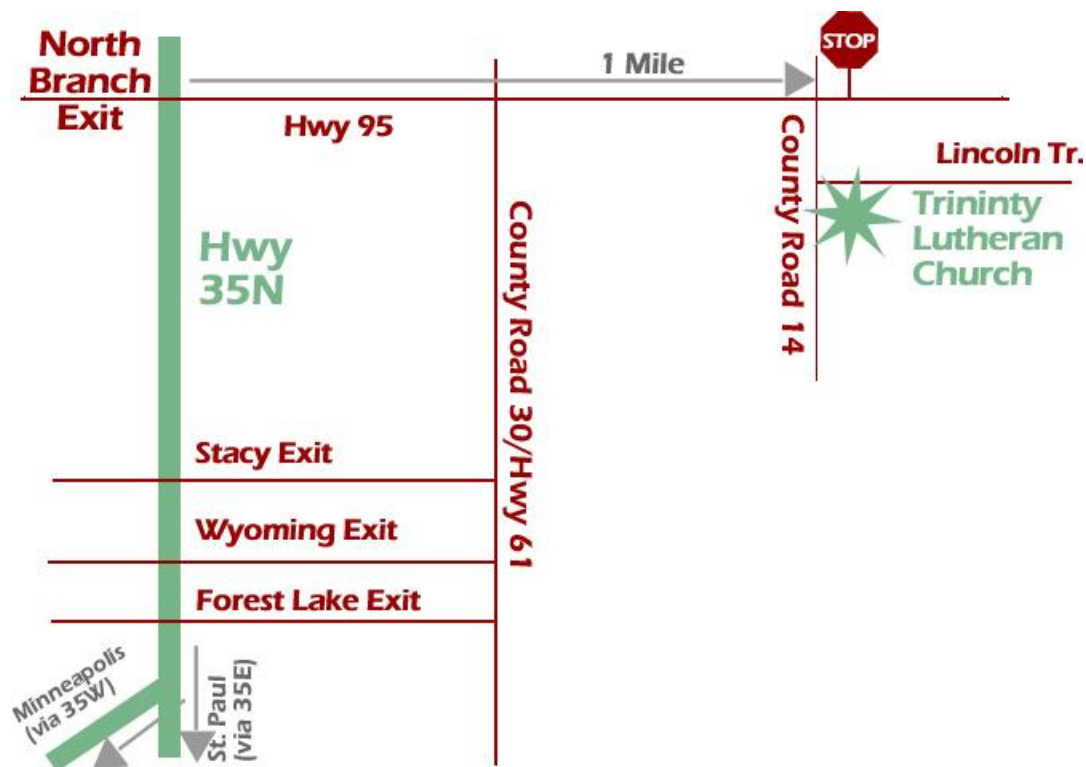 North
Branch
Exit
STOP
1 Mile
Hwy 95
Lincoln Tr.
County Road 14
Trininty
Lutheran
Church
Hwy
35N
County Road 30/Hwy 61
Stacy Exit
Wyoming Exit
Forest Lake Exit
Minneapolis
(via 35W)
St. Paul
(via 35E)